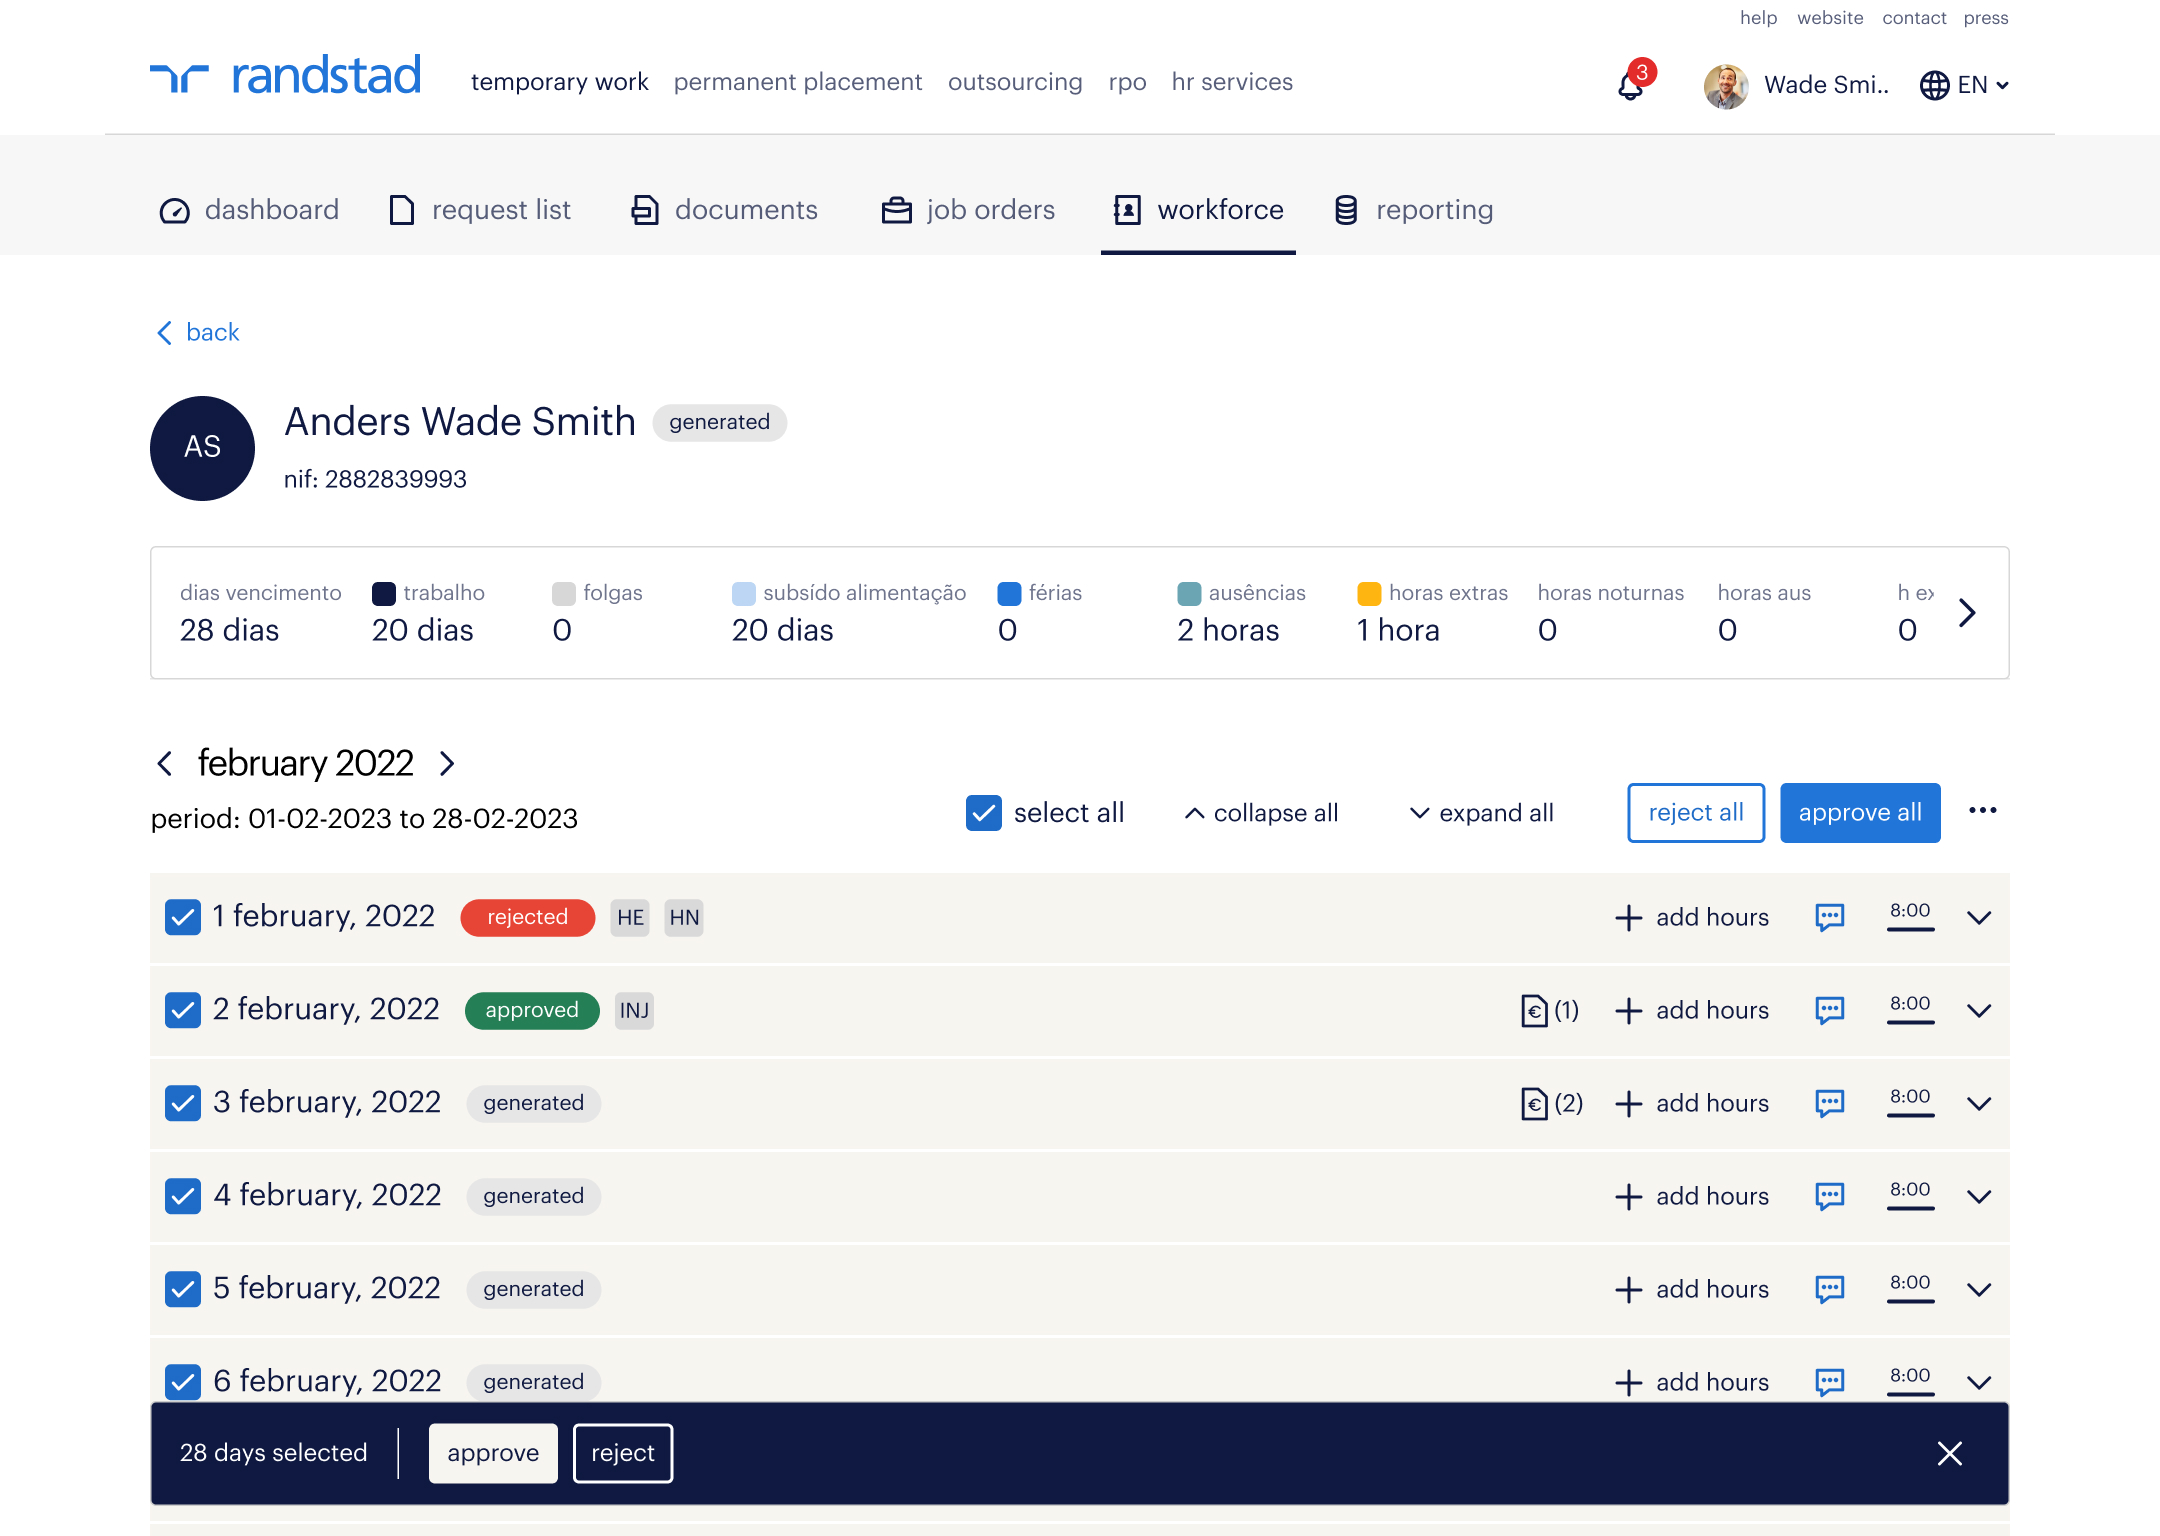 help website contact press
randstad temporary work permanent placement outsourcing rpo hr services 3 Wade Smi.. EN
dashboard request list documents job orders workforce reporting
back
AS
Anders Wade Smith generated
nif: 2882839993
dias vencimento trabalho folgas subsído alimentação férias ausências horas extras horas noturnas horas aus h ex
28 dias 20 dias 0 20 dias 0 2 horas 1 hora 0 0 0
february 2022
period: 01-02-2023 to 28-02-2023
select all collapse all expand all reject all approve all
1 february, 2022 rejected HE HN add hours 8:00
2 february, 2022 approved INJ € (1) add hours 8:00
3 february, 2022 generated € (2) add hours 8:00
4 february, 2022 generated add hours 8:00
5 february, 2022 generated add hours 8:00
6 february, 2022 generated add hours 8:00
28 days selected approve reject